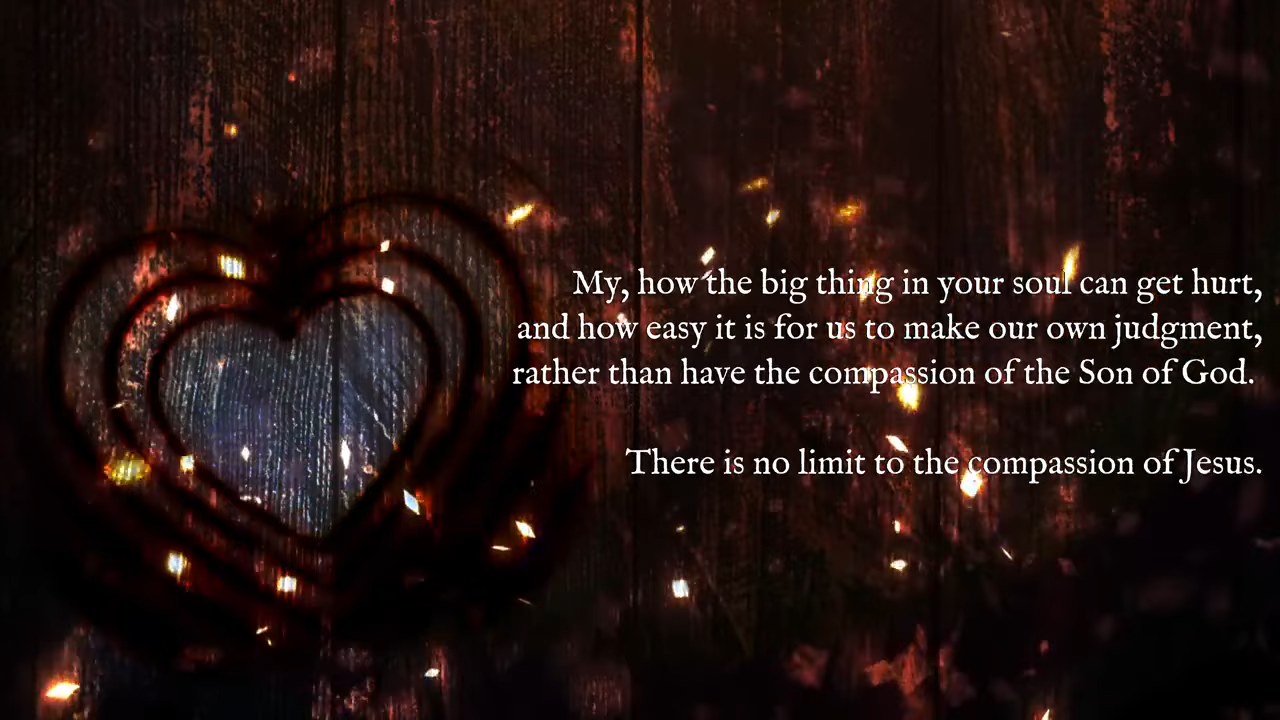 My, how the big thing in your soul can get hurt,
and how easy it is for us to make our own judgment,
rather than have the compassion of the Son of God.
There is no limit to the compassion of Jesus.